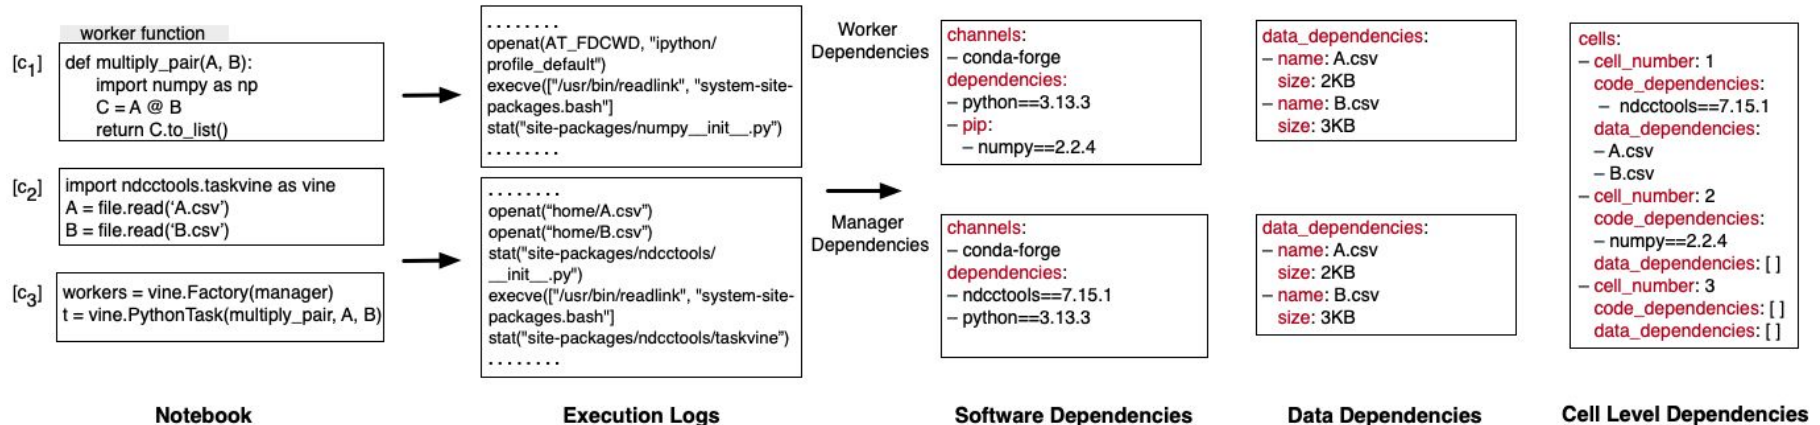 worker function
[c1]
def multiply_pair(A, B):
import numpy as np
C = A @ B
return C.to_list()
[c2]
import ndcctools.taskvine as vine
A = file.read('A.csv')
B = file.read('B.csv')
[c3]
workers = vine.Factory(manager)
t = vine.PythonTask(multiply_pair, A, B)
Notebook
. . . . . . . .
openat(AT_FDCWD, "ipython/
profile_default")
execve(["/usr/bin/readlink", "system-site-
packages.bash"]
stat("site-packages/numpy__init__.py")
. . . . . . . .
. . . . . . . .
openat("home/A.csv")
openat("home/B.csv")
stat("site-packages/ndcctools/
__init__.py")
execve(["/usr/bin/readlink", "system-site-
packages.bash"]
stat("site-packages/ndcctools/taskvine")
. . . . . . . .
Execution Logs
Worker
Dependencies
Manager
Dependencies
channels:
– conda-forge
dependencies:
– python==3.13.3
– pip:
– numpy==2.2.4
channels:
– conda-forge
dependencies:
– ndcctools==7.15.1
– python==3.13.3
Software Dependencies
data_dependencies:
– name: A.csv
size: 2KB
– name: B.csv
size: 3KB
data_dependencies:
– name: A.csv
size: 2KB
– name: B.csv
size: 3KB
Data Dependencies
cells:
– cell_number: 1
code_dependencies:
– ndcctools==7.15.1
data_dependencies:
– A.csv
– B.csv
– cell_number: 2
code_dependencies:
– numpy==2.2.4
data_dependencies: [ ]
– cell_number: 3
code_dependencies: [ ]
data_dependencies: [ ]
Cell Level Dependencies